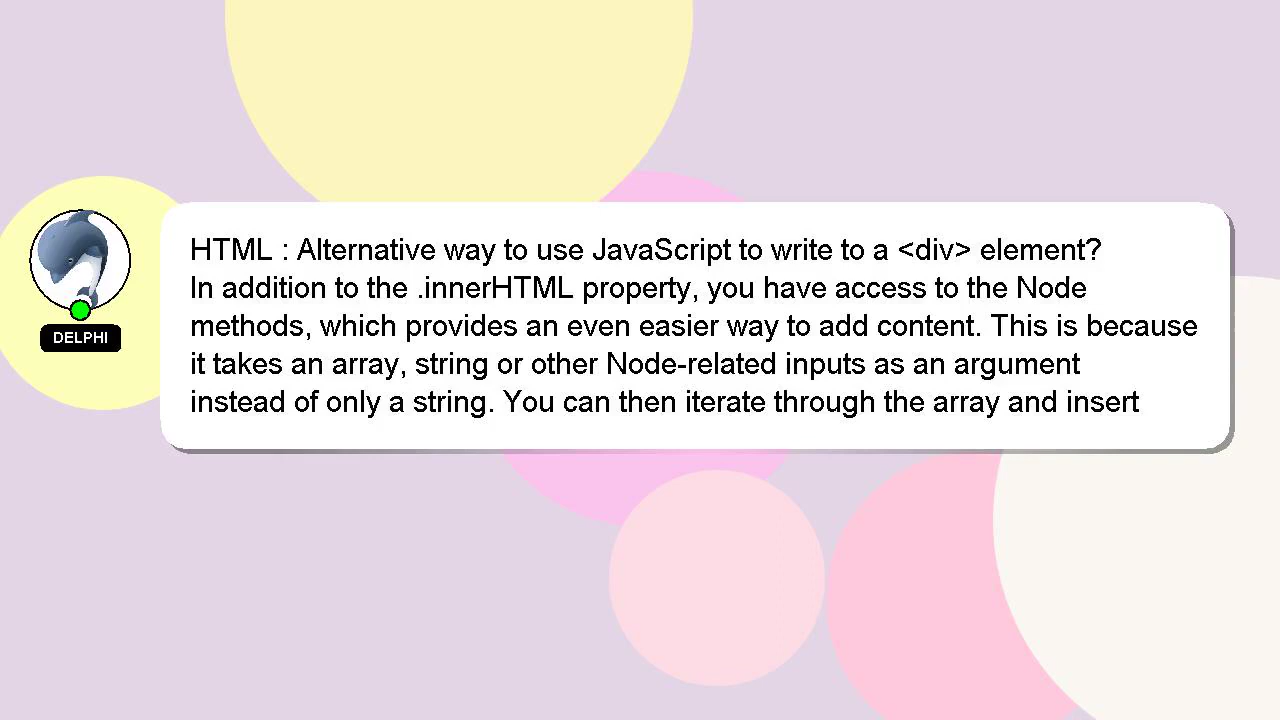 HTML : Alternative way to use JavaScript to write to a <div> element?
In addition to the .innerHTML property, you have access to the Node
methods, which provides an even easier way to add content. This is because
it takes an array, string or other Node-related inputs as an argument
instead of only a string. You can then iterate through the array and insert
DELPHI